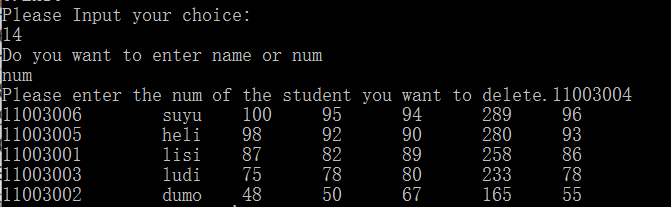 Please Input your choice:
14
Do you want to enter name or num
num
Please enter the num of the student you want to delete.11003004
11003006 suyu 100 95 94 289 96
11003005 heli 98 92 90 280 93
11003001 lisi 87 82 89 258 86
11003003 ludi 75 78 80 233 78
11003002 dumo 48 50 67 165 55